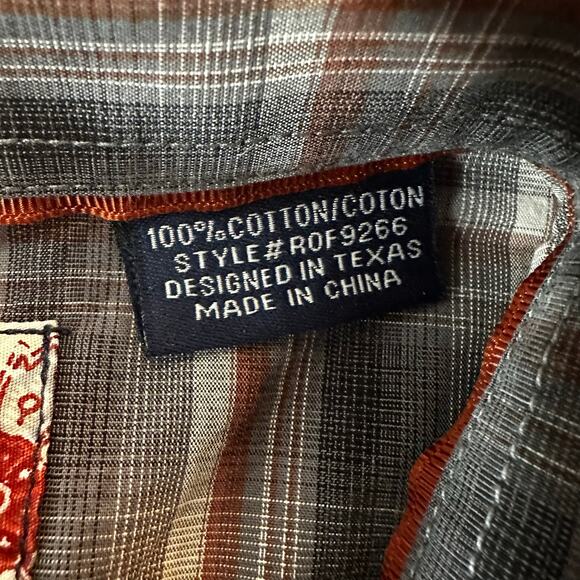 100%COTTON/COTON
STYLE# ROF9266
DESIGNED IN TEXAS
MADE IN CHINA